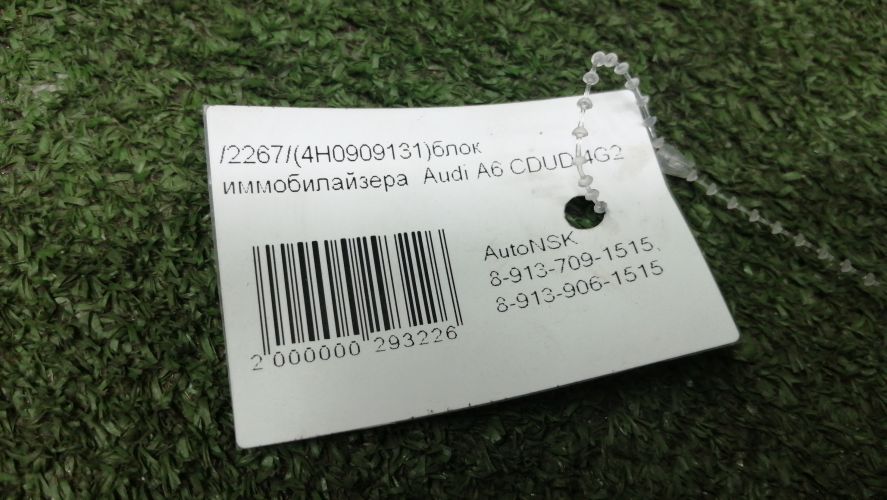 /2267/(4H0909131)блок
иммобилайзера Audi A6 CDUD 4G2
AutoNSK
8-913-709-1515,
8-913-906-1515
2 000000 293226